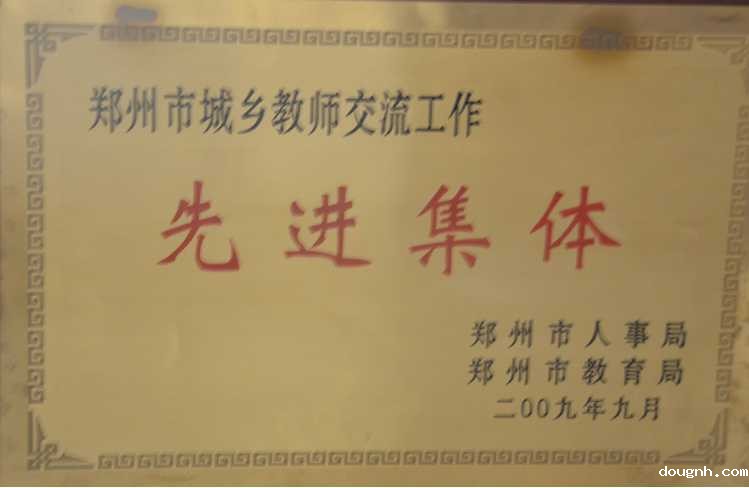 郑州市城乡教师交流工作
先进集体
郑州市人事局
郑州市教育局
二00九年九月
dougnh.com